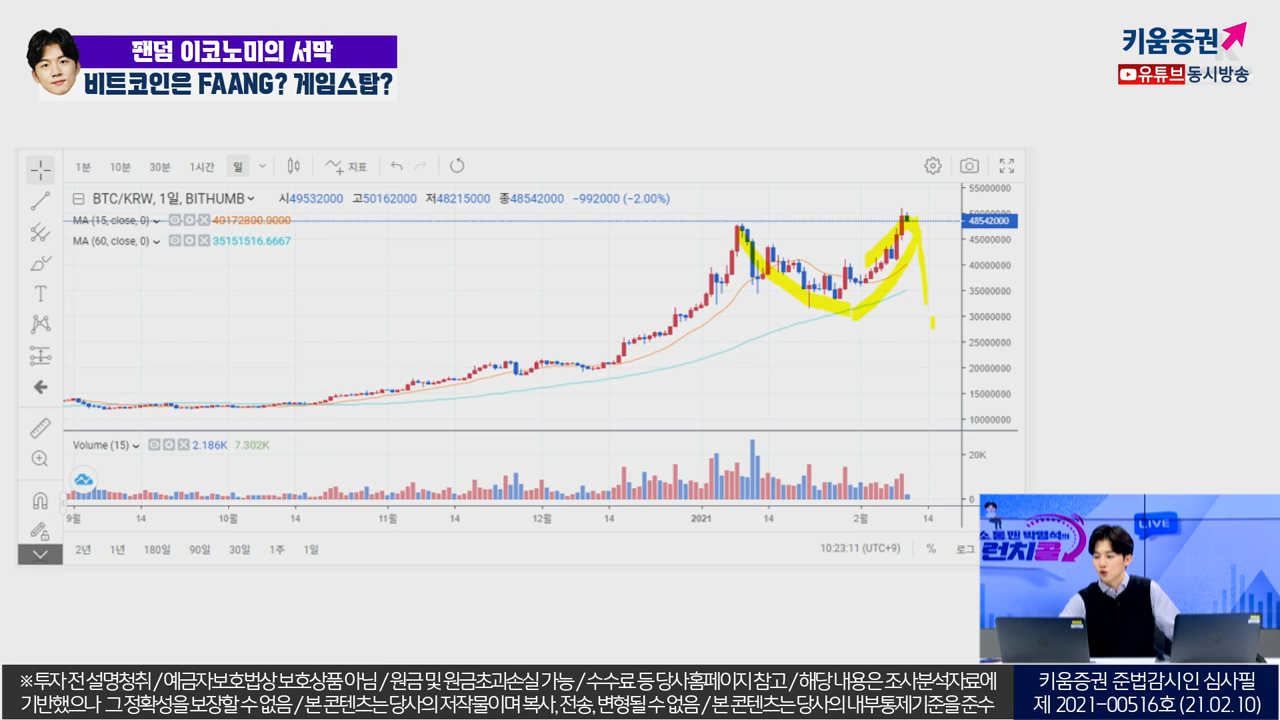 팬덤 이코노미의 서막
비트코인은 FAANG? 게임스탑?
키움증권
유튜브 동시방송
1분 10분 30분 1시간 일 지표
BTC/KRW, 1일, BITHUMB 시49532000 고50162000 저48215000 종48542000 -992000 (-2.00%)
MA (15, close, 0) 40172800.0000
MA (60, close, 0) 35151516.6667
55000000
50000000
48542000
45000000
40000000
35000000
30000000
25000000
20000000
15000000
10000000
Volume (15) 2.186K 7.302K
20K
0
9월 14 10월 14 11월 14 12월 14 2021 14 2월 14
2년 1년 180일 90일 30일 1주 1일 10:23:11 (UTC+9) % 로그
소통맨 박병석의
런치콜
LIVE
※투자 전 설명청취 / 예금자보호법상 보호상품 아님 / 원금 및 원금초과손실 가능 / 수수료 등 당사홈페이지 참고 / 해당 내용은 조사분석자료에
기반했으나 그 정확성을 보장할 수 없음 / 본 콘텐츠는 당사의 저작물이며 복사, 전송, 변형될 수 없음 / 본 콘텐츠는 당사의 내부통제기준을 준수
키움증권 준법감시인 심사필
제 2021-00516호 (21.02.10)